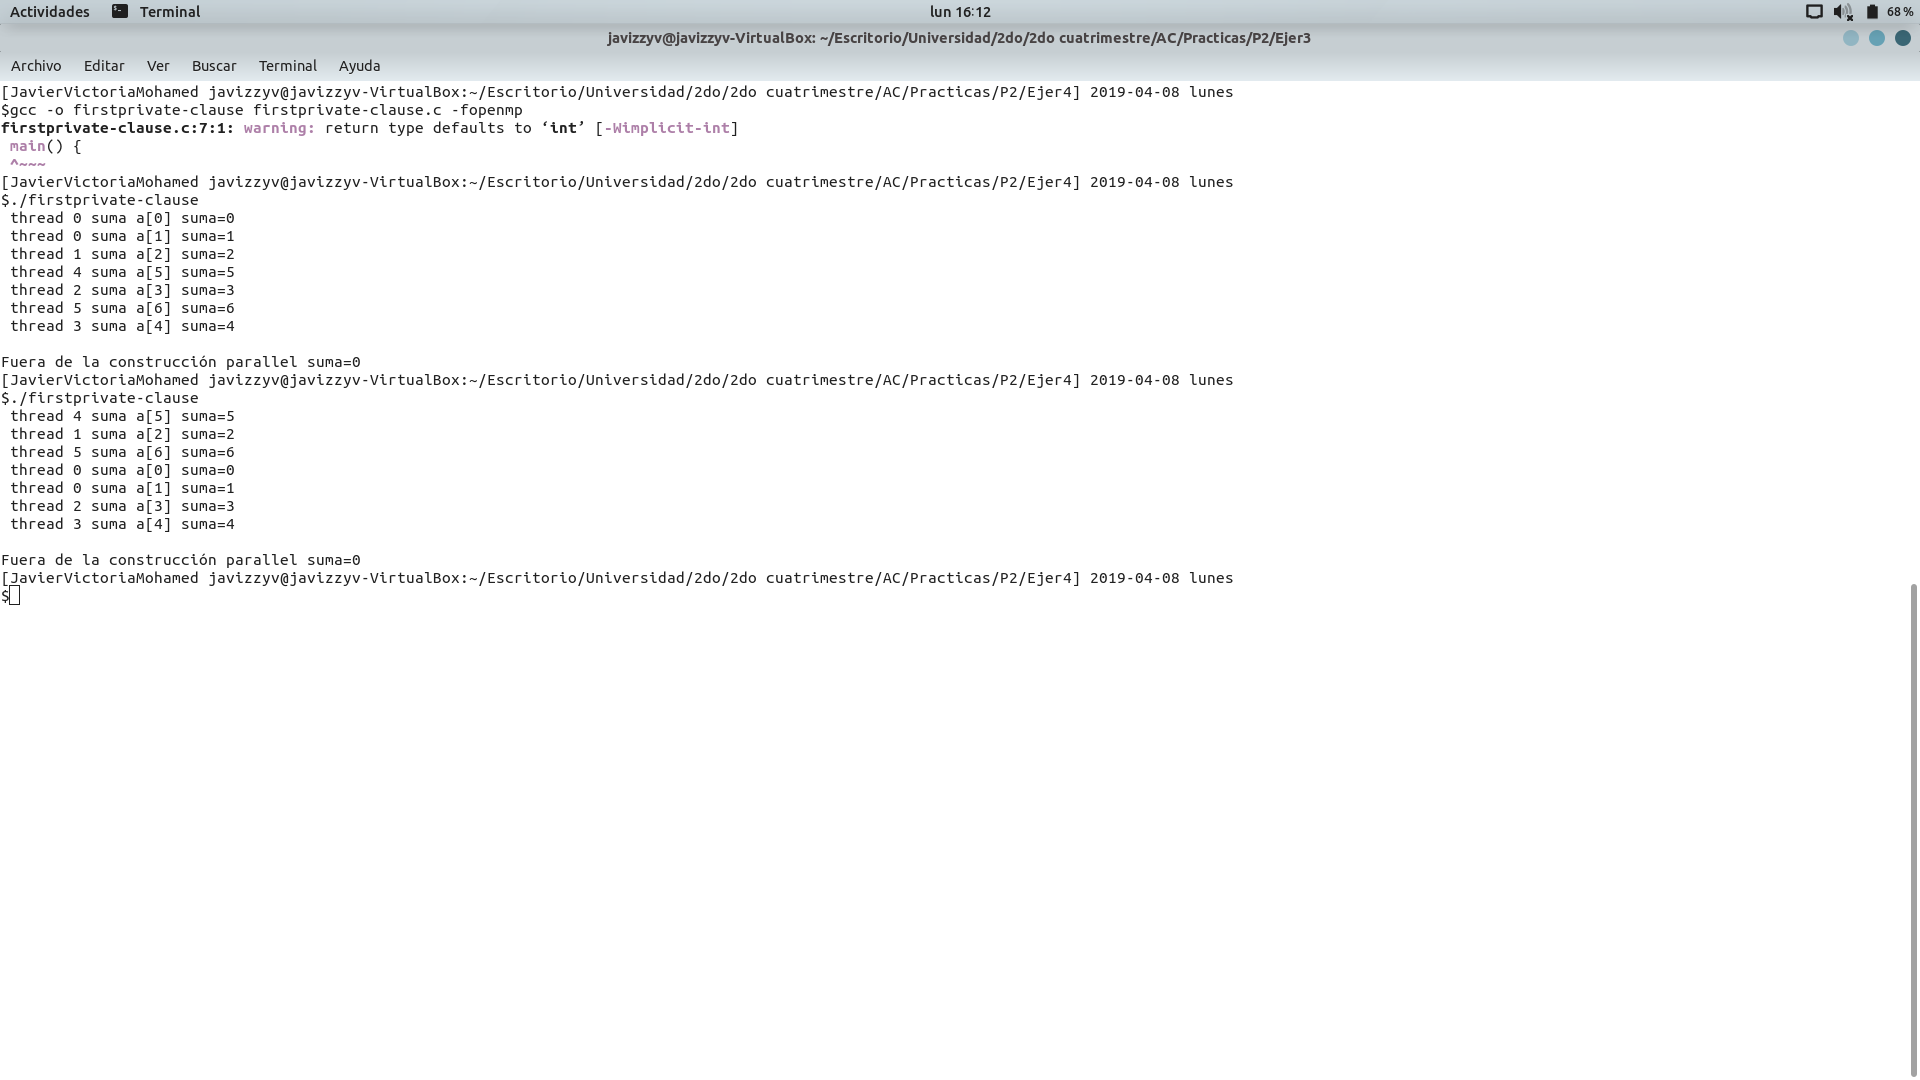 Actividades Terminal lun 16:12 68 %
javizzyv@javizzyv-VirtualBox: ~/Escritorio/Universidad/2do/2do cuatrimestre/AC/Practicas/P2/Ejer3
Archivo Editar Ver Buscar Terminal Ayuda
[JavierVictoriaMohamed javizzyv@javizzyv-VirtualBox:~/Escritorio/Universidad/2do/2do cuatrimestre/AC/Practicas/P2/Ejer4] 2019-04-08 lunes
$gcc -o firstprivate-clause firstprivate-clause.c -fopenmp
firstprivate-clause.c:7:1: warning: return type defaults to ‘int’ [-Wimplicit-int]
 main() {
 ^~~~
[JavierVictoriaMohamed javizzyv@javizzyv-VirtualBox:~/Escritorio/Universidad/2do/2do cuatrimestre/AC/Practicas/P2/Ejer4] 2019-04-08 lunes
$./firstprivate-clause
 thread 0 suma a[0] suma=0
 thread 0 suma a[1] suma=1
 thread 1 suma a[2] suma=2
 thread 4 suma a[5] suma=5
 thread 2 suma a[3] suma=3
 thread 5 suma a[6] suma=6
 thread 3 suma a[4] suma=4

Fuera de la construcción parallel suma=0
[JavierVictoriaMohamed javizzyv@javizzyv-VirtualBox:~/Escritorio/Universidad/2do/2do cuatrimestre/AC/Practicas/P2/Ejer4] 2019-04-08 lunes
$./firstprivate-clause
 thread 4 suma a[5] suma=5
 thread 1 suma a[2] suma=2
 thread 5 suma a[6] suma=6
 thread 0 suma a[0] suma=0
 thread 0 suma a[1] suma=1
 thread 2 suma a[3] suma=3
 thread 3 suma a[4] suma=4

Fuera de la construcción parallel suma=0
[JavierVictoriaMohamed javizzyv@javizzyv-VirtualBox:~/Escritorio/Universidad/2do/2do cuatrimestre/AC/Practicas/P2/Ejer4] 2019-04-08 lunes
$